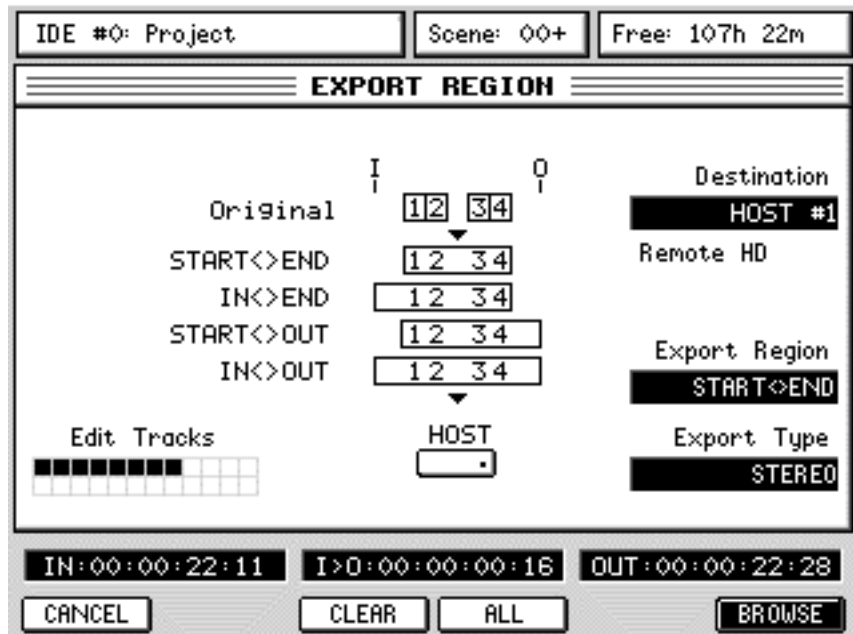 IDE #0: Project
Scene: 00+
Free: 107h 22m
EXPORT REGION
I O
Original 12 34
START<>END 12 34
IN<>END 12 34
START<>OUT 12 34
IN<>OUT 12 34
Destination
HOST #1
Remote HD
Export Region
START<>END
Export Type
STEREO
Edit Tracks
HOST
IN:00:00:22:11
I>O:00:00:00:16
OUT:00:00:22:28
CANCEL
CLEAR
ALL
BROWSE